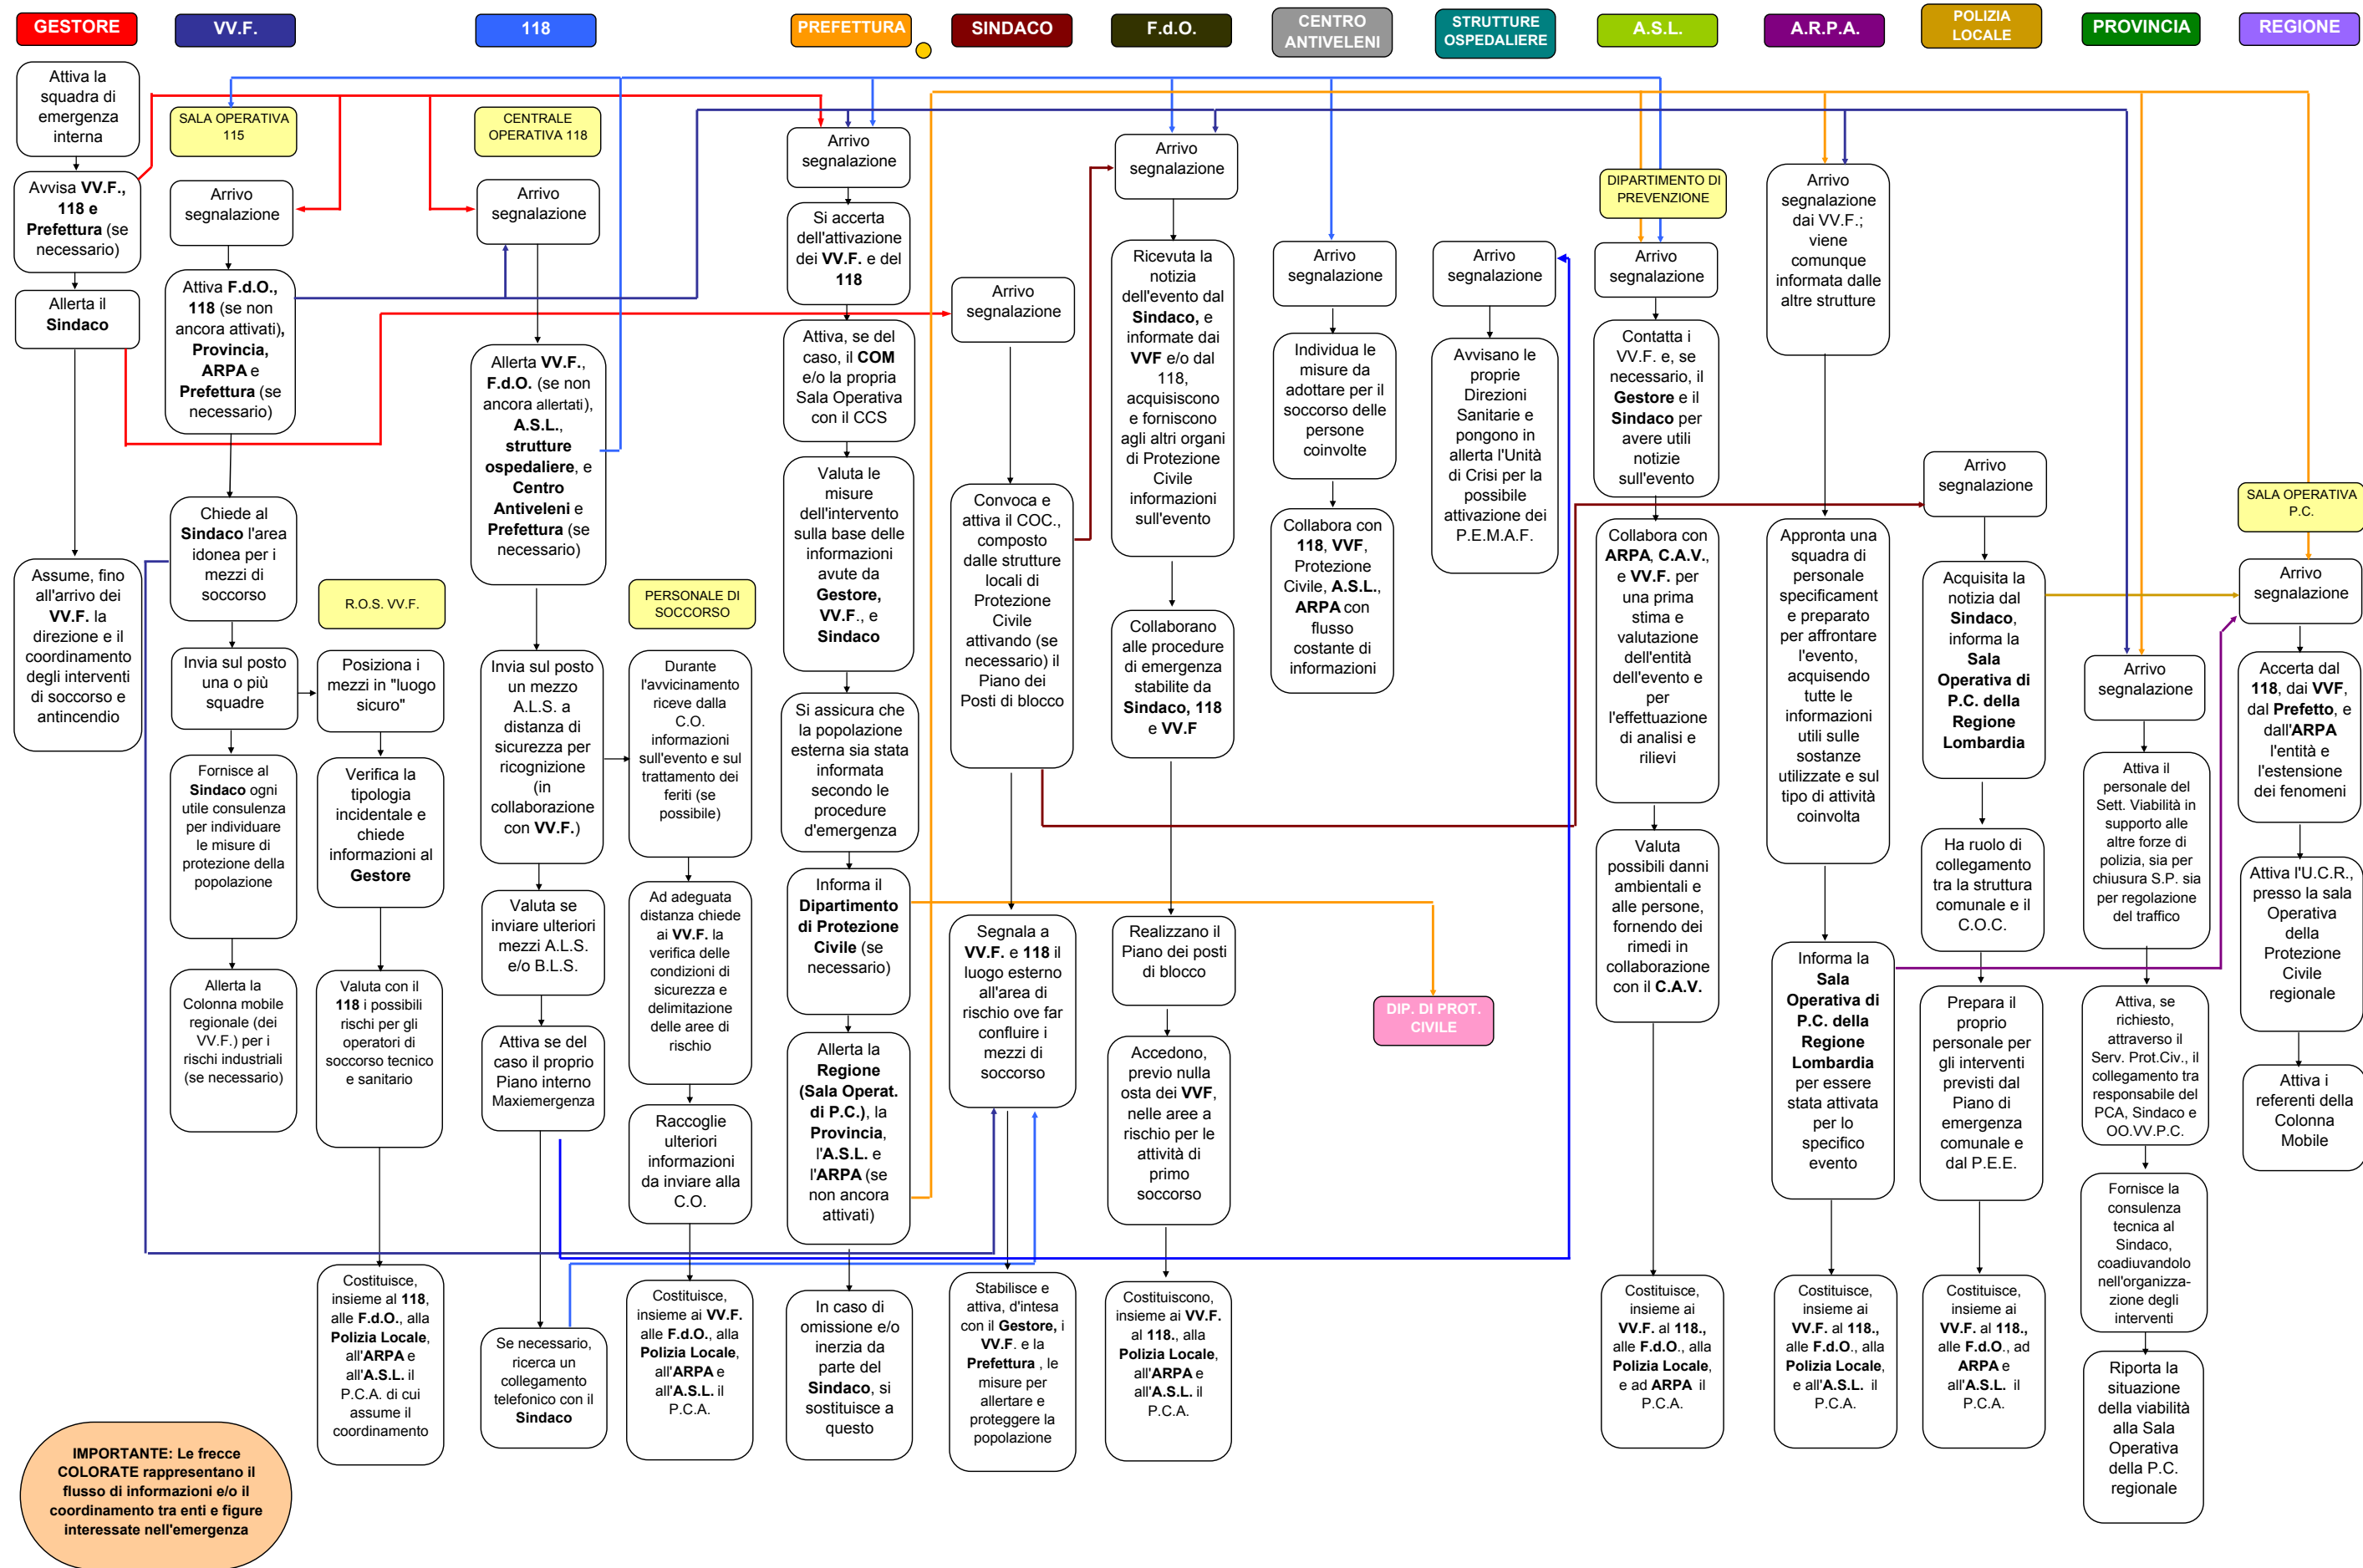 GESTORE
VV.F.
118
PREFETTURA
SINDACO
F.d.O.
CENTRO
ANTIVELENI
STRUTTURE
OSPEDALIERE
A.S.L.
A.R.P.A.
POLIZIA
LOCALE
PROVINCIA
REGIONE
Attiva la
squadra di
emergenza
interna
Avvisa VV.F.,
118 e
Prefettura (se
necessario)
Allerta il
Sindaco
Assume, fino
all'arrivo dei
VV.F. la
direzione e il
coordinamento
degli interventi
di soccorso e
antincendio
SALA OPERATIVA
115
Arrivo
segnalazione
Attiva F.d.O.,
118 (se non
ancora attivati),
Provincia,
ARPA e
Prefettura (se
necessario)
Chiede al
Sindaco l'area
idonea per i
mezzi di
soccorso
Invia sul posto
una o più
squadre
Fornisce al
Sindaco ogni
utile consulenza
per individuare
le misure di
protezione della
popolazione
Allerta la
Colonna mobile
regionale (dei
VV.F.) per i
rischi industriali
(se necessario)
R.O.S. VV.F.
Posiziona i
mezzi in "luogo
sicuro"
Verifica la
tipologia
incidentale e
chiede
informazioni al
Gestore
Valuta con il
118 i possibili
rischi per gli
operatori di
soccorso tecnico
e sanitario
Costituisce,
insieme al 118,
alle F.d.O., alla
Polizia Locale,
all'ARPA e
all'A.S.L. il
P.C.A. di cui
assume il
coordinamento
CENTRALE
OPERATIVA 118
Arrivo
segnalazione
Allerta VV.F.,
F.d.O. (se non
ancora allertati),
A.S.L.,
strutture
ospedaliere, e
Centro
Antiveleni e
Prefettura (se
necessario)
Invia sul posto
un mezzo
A.L.S. a
distanza di
sicurezza per
ricognizione
(in
collaborazione
con VV.F.)
Valuta se
inviare ulteriori
mezzi A.L.S.
e/o B.L.S.
Attiva se del
caso il proprio
Piano interno
Maxiemergenza
Se necessario,
ricerca un
collegamento
telefonico con il
Sindaco
PERSONALE DI
SOCCORSO
Durante
l'avvicinamento
riceve dalla
C.O.
informazioni
sull'evento e sul
trattamento dei
feriti (se
possibile)
Ad adeguata
distanza chiede
ai VV.F. la
verifica delle
condizioni di
sicurezza e
delimitazione
delle aree di
rischio
Raccoglie
ulteriori
informazioni
da inviare alla
C.O.
Costituisce,
insieme ai VV.F.
alle F.d.O., alla
Polizia Locale,
all'ARPA e
all'A.S.L. il
P.C.A.
Arrivo
segnalazione
Si accerta
dell'attivazione
dei VV.F. e del
118
Attiva, se del
caso, il COM
e/o la propria
Sala Operativa
con il CCS
Valuta le
misure
dell'intervento
sulla base delle
informazioni
avute da
Gestore,
VV.F., e
Sindaco
Si assicura che
la popolazione
esterna sia stata
informata
secondo le
procedure
d'emergenza
Informa il
Dipartimento
di Protezione
Civile (se
necessario)
Allerta la
Regione
(Sala Operat.
di P.C.), la
Provincia,
l'A.S.L. e
l'ARPA (se
non ancora
attivati)
In caso di
omissione e/o
inerzia da
parte del
Sindaco, si
sostituisce a
questo
Arrivo
segnalazione
Convoca e
attiva il COC.,
composto
dalle strutture
locali di
Protezione
Civile
attivando (se
necessario) il
Piano dei
Posti di blocco
Segnala a
VV.F. e 118 il
luogo esterno
all'area di
rischio ove far
confluire i
mezzi di
soccorso
Stabilisce e
attiva, d'intesa
con il Gestore, i
VV.F. e la
Prefettura , le
misure per
allertare e
proteggere la
popolazione
Arrivo
segnalazione
Ricevuta la
notizia
dell'evento dal
Sindaco, e
informate dai
VVF e/o dal
118,
acquisiscono
e forniscono
agli altri organi
di Protezione
Civile
informazioni
sull'evento
Collaborano
alle procedure
di emergenza
stabilite da
Sindaco, 118
e VV.F
Realizzano il
Piano dei posti
di blocco
Accedono,
previo nulla
osta dei VVF,
nelle aree a
rischio per le
attività di
primo
soccorso
Costituiscono,
insieme ai VV.F.
al 118., alla
Polizia Locale,
all'ARPA e
all'A.S.L. il
P.C.A.
Arrivo
segnalazione
Individua le
misure da
adottare per il
soccorso delle
persone
coinvolte
Collabora con
118, VVF,
Protezione
Civile, A.S.L.,
ARPA con
flusso
costante di
informazioni
Arrivo
segnalazione
Avvisano le
proprie
Direzioni
Sanitarie e
pongono in
allerta l'Unità
di Crisi per la
possibile
attivazione dei
P.E.M.A.F.
DIP. DI PROT.
CIVILE
DIPARTIMENTO DI
PREVENZIONE
Arrivo
segnalazione
Contatta i
VV.F. e, se
necessario, il
Gestore e il
Sindaco per
avere utili
notizie
sull'evento
Collabora con
ARPA, C.A.V.,
e VV.F. per
una prima
stima e
valutazione
dell'entità
dell'evento e
per
l'effettuazione
di analisi e
rilievi
Valuta
possibili danni
ambientali e
alle persone,
fornendo dei
rimedi in
collaborazione
con il C.A.V.
Costituisce,
insieme ai
VV.F. al 118.,
alle F.d.O., alla
Polizia Locale,
e ad ARPA il
P.C.A.
Arrivo
segnalazione
dai VV.F.;
viene
comunque
informata dalle
altre strutture
Appronta una
squadra di
personale
specificament
e preparato
per affrontare
l'evento,
acquisendo
tutte le
informazioni
utili sulle
sostanze
utilizzate e sul
tipo di attività
coinvolta
Informa la
Sala
Operativa di
P.C. della
Regione
Lombardia
per essere
stata attivata
per lo
specifico
evento
Costituisce,
insieme ai
VV.F. al 118.,
alle F.d.O., alla
Polizia Locale,
e all'A.S.L. il
P.C.A.
Arrivo
segnalazione
Acquisita la
notizia dal
Sindaco,
informa la
Sala
Operativa di
P.C. della
Regione
Lombardia
Ha ruolo di
collegamento
tra la struttura
comunale e il
C.O.C.
Prepara il
proprio
personale per
gli interventi
previsti dal
Piano di
emergenza
comunale e
dal P.E.E.
Costituisce,
insieme ai
VV.F. al 118.,
alle F.d.O., ad
ARPA e
all'A.S.L. il
P.C.A.
Arrivo
segnalazione
Attiva il
personale del
Sett. Viabilità in
supporto alle
altre forze di
polizia, sia per
chiusura S.P. sia
per regolazione
del traffico
Attiva, se
richiesto,
attraverso il
Serv. Prot.Civ., il
collegamento tra
responsabile del
PCA, Sindaco e
OO.VV.P.C.
Fornisce la
consulenza
tecnica al
Sindaco,
coadiuvandolo
nell'organizza-
zione degli
interventi
Riporta la
situazione
della viabilità
alla Sala
Operativa
della P.C.
regionale
SALA OPERATIVA
P.C.
Arrivo
segnalazione
Accerta dal
118, dai VVF,
dal Prefetto, e
dall'ARPA
l'entità e
l'estensione
dei fenomeni
Attiva l'U.C.R.,
presso la sala
Operativa
della
Protezione
Civile
regionale
Attiva i
referenti della
Colonna
Mobile
IMPORTANTE: Le frecce
COLORATE rappresentano il
flusso di informazioni e/o il
coordinamento tra enti e figure
interessate nell'emergenza